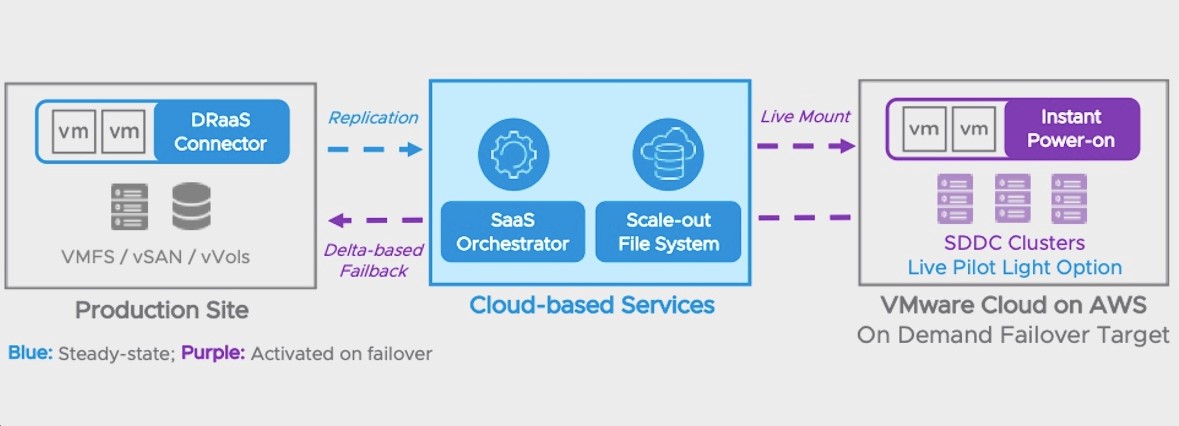 vm vm DRaaS
Connector
VMFS / vSAN / vVols
Production Site
Replication
Delta-based
Failback
SaaS
Orchestrator
Scale-out
File System
Cloud-based Services
Live Mount
vm vm Instant
Power-on
SDDC Clusters
Live Pilot Light Option
VMware Cloud on AWS
On Demand Failover Target
Blue: Steady-state; Purple: Activated on failover